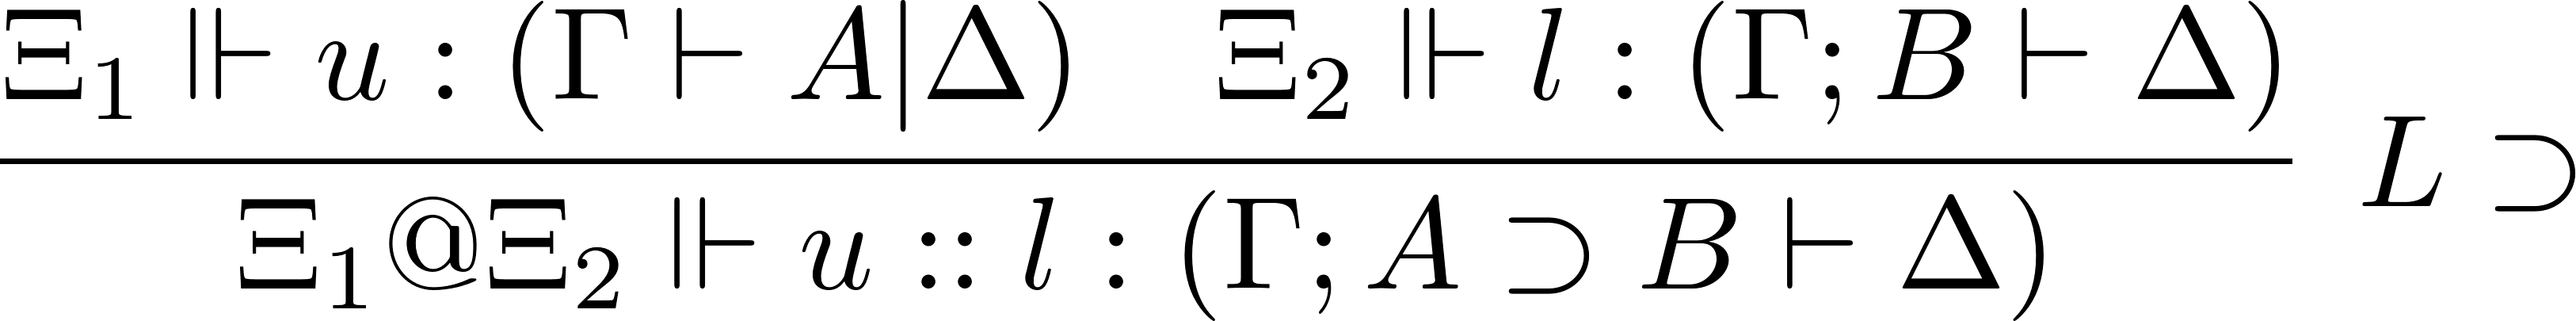 Ξ₁ ⊪ u : (Γ ⊢ A|Δ)   Ξ₂ ⊪ l : (Γ; B ⊢ Δ)
L ⊃
Ξ₁@Ξ₂ ⊪ u :: l : (Γ; A ⊃ B ⊢ Δ)